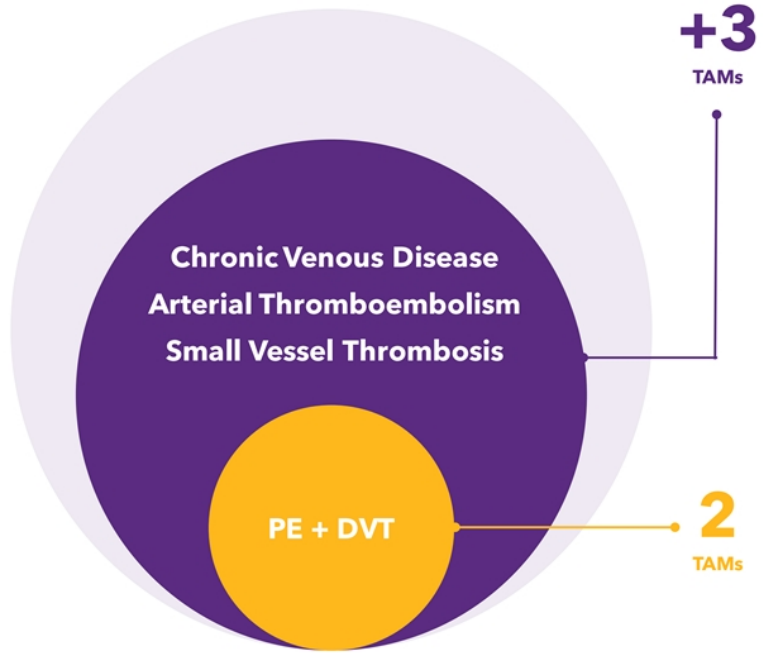 +3
TAMs
Chronic Venous Disease
Arterial Thromboembolism
Small Vessel Thrombosis
PE + DVT
2
TAMs